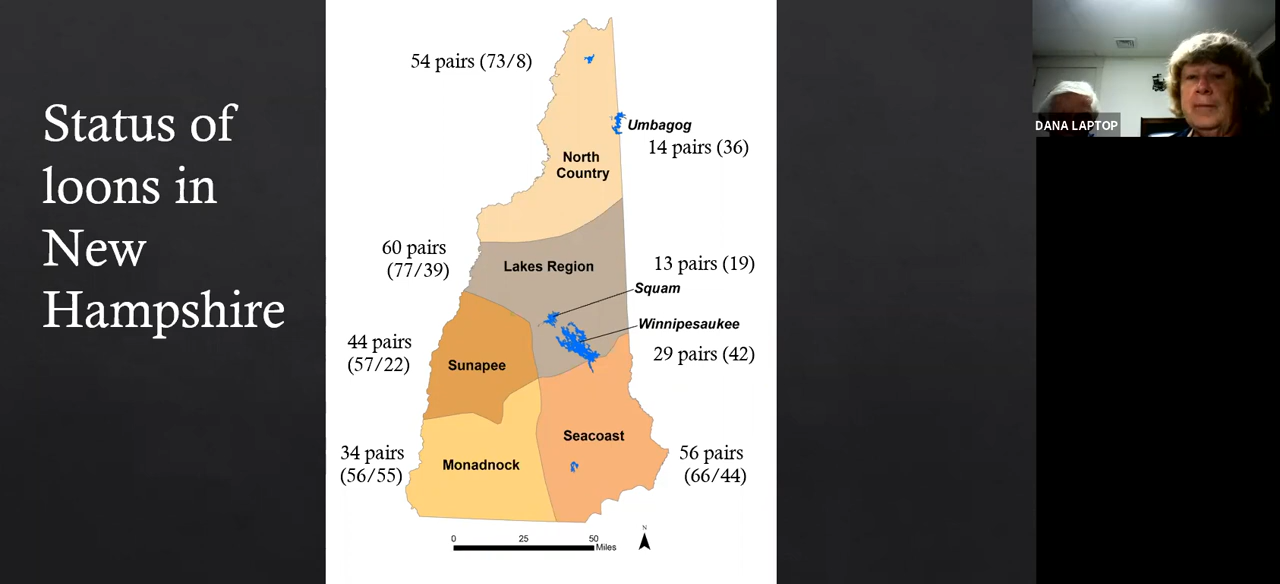 Status of
loons in
New
Hampshire
54 pairs (73/8)
Umbagog
14 pairs (36)
North
Country
60 pairs
(77/39)
Lakes Region
13 pairs (19)
Squam
Winnipesaukee
29 pairs (42)
44 pairs
(57/22)
Sunapee
Seacoast
56 pairs
(66/44)
34 pairs
(56/55)
Monadnock
0 25 50
Miles
N
DANA LAPTOP